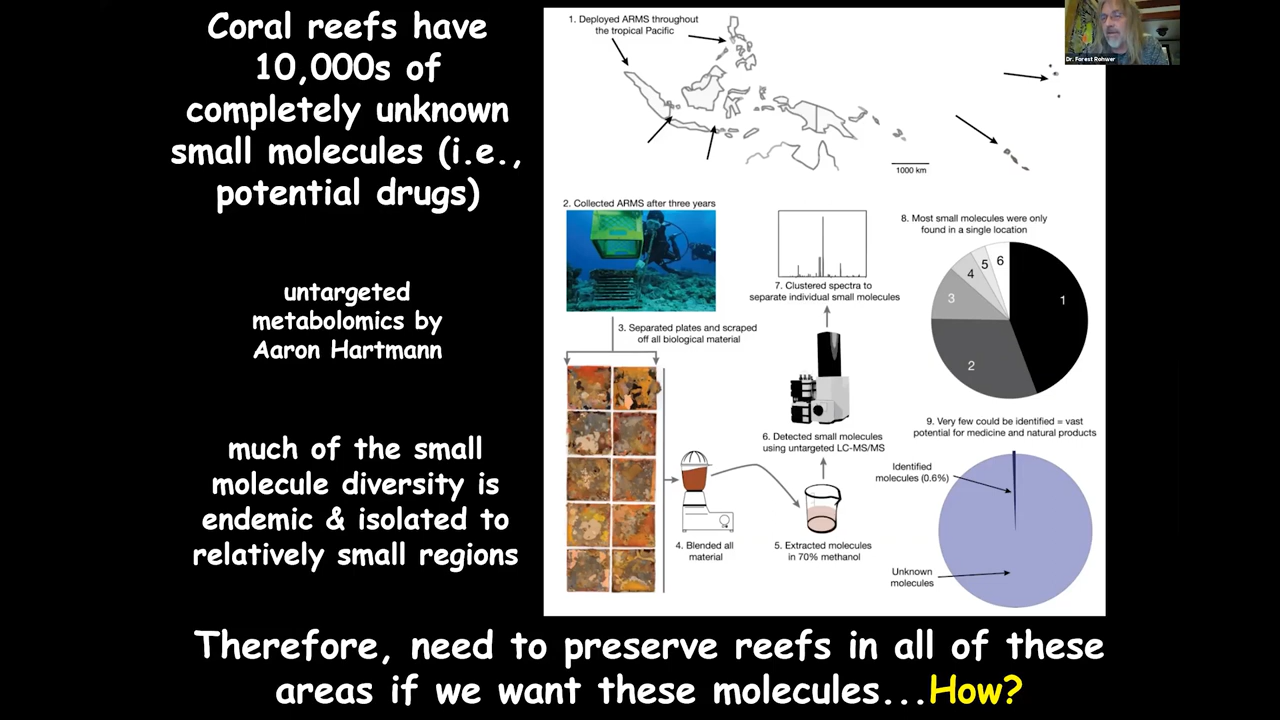 Coral reefs have
10,000s of
completely unknown
small molecules (i.e.,
potential drugs)
untargeted
metabolomics by
Aaron Hartmann
much of the small
molecule diversity is
endemic & isolated to
relatively small regions
1. Deployed ARMS throughout
the tropical Pacific
1000 km
2. Collected ARMS after three years
3. Separated plates and scraped
off all biological material
4. Blended all
material
5. Extracted molecules
in 70% methanol
6. Detected small molecules
using untargeted LC-MS/MS
7. Clustered spectra to
separate individual small molecules
8. Most small molecules were only
found in a single location
1
2
3
4
5
6
9. Very few could be identified = vast
potential for medicine and natural products
Identified
molecules (0.6%)
Unknown
molecules
Dr. Forest Rohwer
Therefore, need to preserve reefs in all of these
areas if we want these molecules...How?